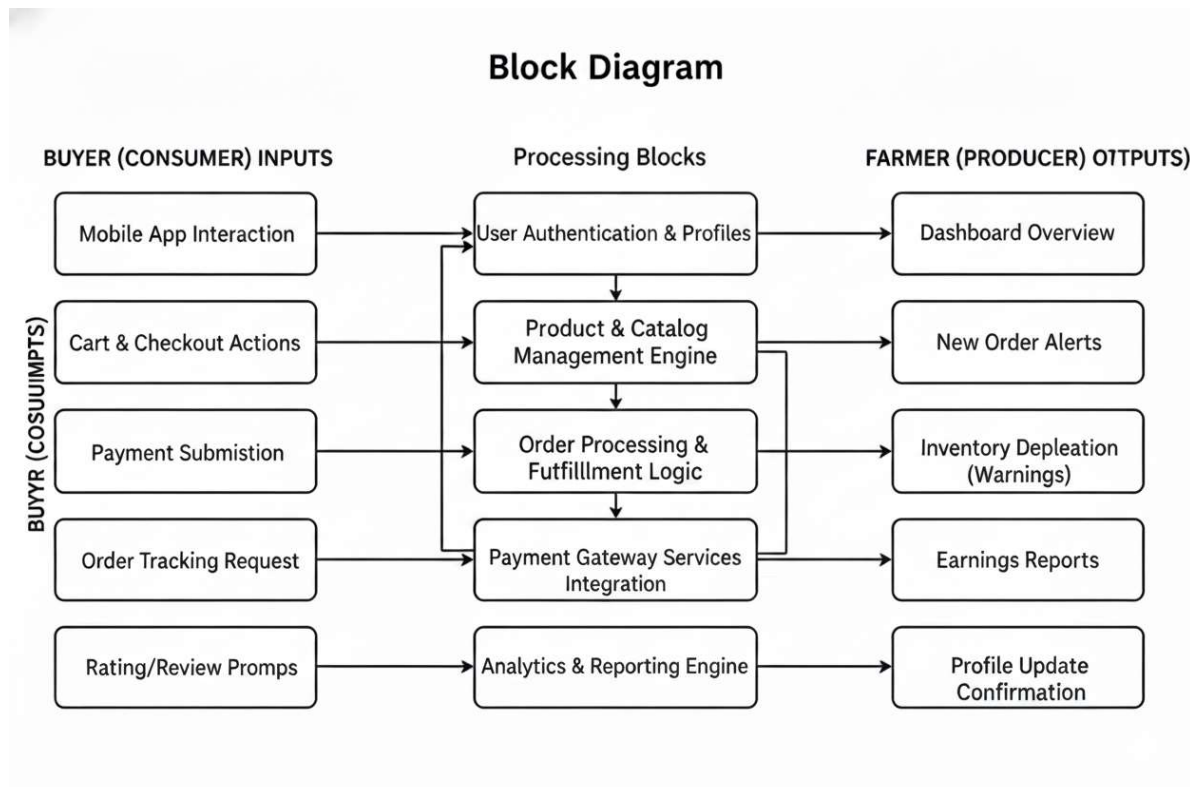 Block Diagram
BUYER (CONSUMER) INPUTS
Processing Blocks
FARMER (PRODUCER) OTTPUTS)
BUYYR (COSUUIMPTS)
Mobile App Interaction
User Authentication & Profiles
Dashboard Overview
Cart & Checkout Actions
Product & Catalog
Management Engine
New Order Alerts
Payment Submistion
Order Processing &
Futfilllment Logic
Inventory Depleation
(Warnings)
Order Tracking Request
Payment Gateway Services
Integration
Earnings Reports
Rating/Review Promps
Analytics & Reporting Engine
Profile Update
Confirmation